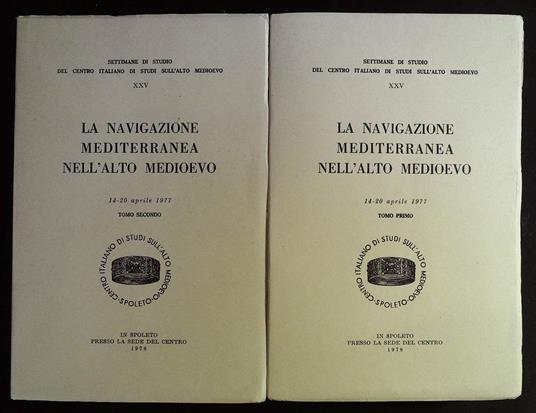 SETTIMANE DI STUDIO
DEL CENTRO ITALIANO DI STUDI SULL'ALTO MEDIOEVO
XXV
LA NAVIGAZIONE
MEDITERRANEA
NELL'ALTO MEDIOEVO
14-20 aprile 1977
TOMO SECONDO
CENTRO ITALIANO DI STUDI SULL'ALTO MEDIOEVO-SPOLETO-
IN SPOLETO
PRESSO LA SEDE DEL CENTRO
1978
SETTIMANE DI STUDIO
DEL CENTRO ITALIANO DI STUDI SULL'ALTO MEDIOEVO
XXV
LA NAVIGAZIONE
MEDITERRANEA
NELL'ALTO MEDIOEVO
14-20 aprile 1977
TOMO PRIMO
CENTRO ITALIANO DI STUDI SULL'ALTO MEDIOEVO-SPOLETO-
IN SPOLETO
PRESSO LA SEDE DEL CENTRO
1978